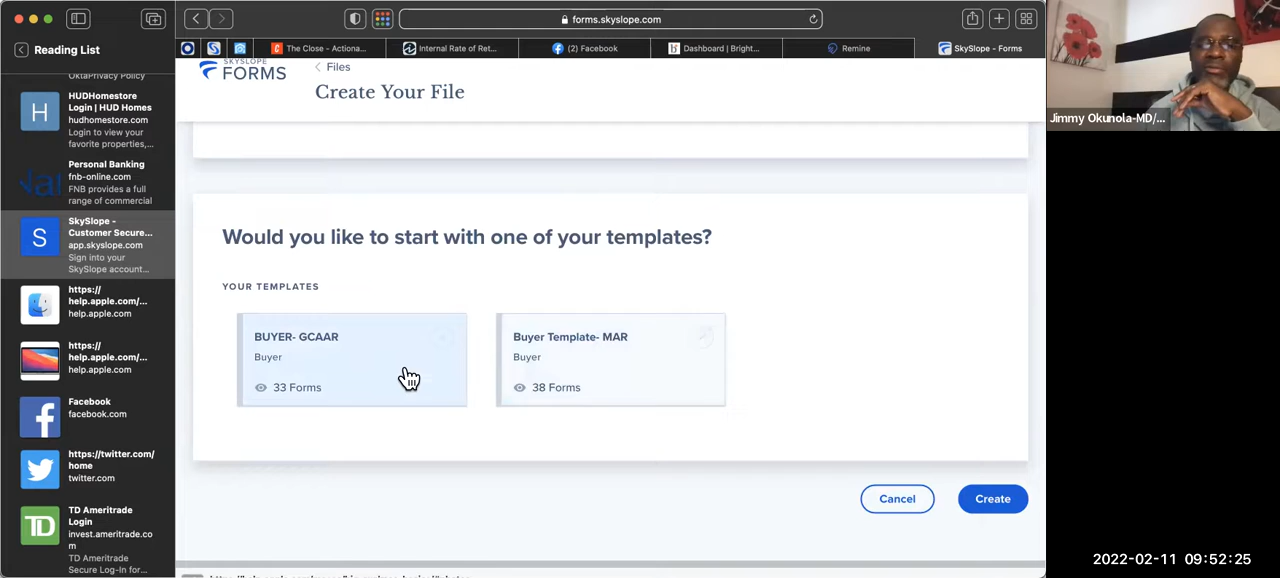 forms.skyslope.com
Reading List
The Close - Actiona...
Internal Rate of Ret...
(2) Facebook
Dashboard | Bright...
Remine
SkySlope - Forms
OktaPrivacy Policy
HUDHomestore
Login | HUD Homes
hudhomestore.com
Login to view your
favorite properties,...
Personal Banking
fnb-online.com
FNB provides a full
range of commercial
SkySlope -
Customer Secure...
app.skyslope.com
Sign into your
SkySlope account...
https://
help.apple.com/...
help.apple.com
https://
help.apple.com/...
help.apple.com
Facebook
facebook.com
https://twitter.com/
home
twitter.com
TD Ameritrade
Login
invest.ameritrade.co
m
TD Ameritrade
Secure Log-In for...
SKYSLOPE
FORMS
Files
Create Your File
Would you like to start with one of your templates?
YOUR TEMPLATES
BUYER- GCAAR
Buyer
33 Forms
Buyer Template- MAR
Buyer
38 Forms
Cancel
Create
Jimmy Okunola-MD/...
2022-02-11 09:52:25